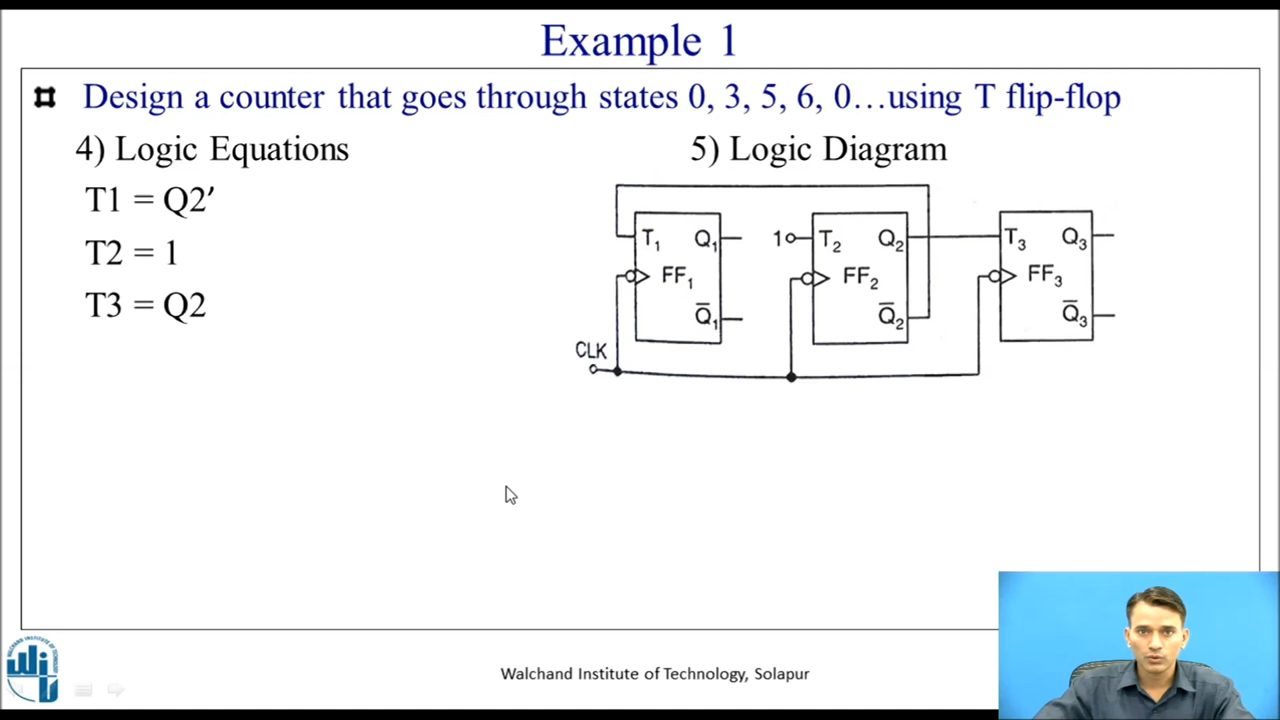 Example 1
Design a counter that goes through states 0, 3, 5, 6, 0…using T flip-flop
4) Logic Equations
T1 = Q2′
T2 = 1
T3 = Q2
5) Logic Diagram
T₁ Q₁
FF₁
Q̅₁
1 T₂ Q₂
FF₂
Q̅₂
T₃ Q₃
FF₃
Q̅₃
CLK
Walchand Institute of Technology, Solapur